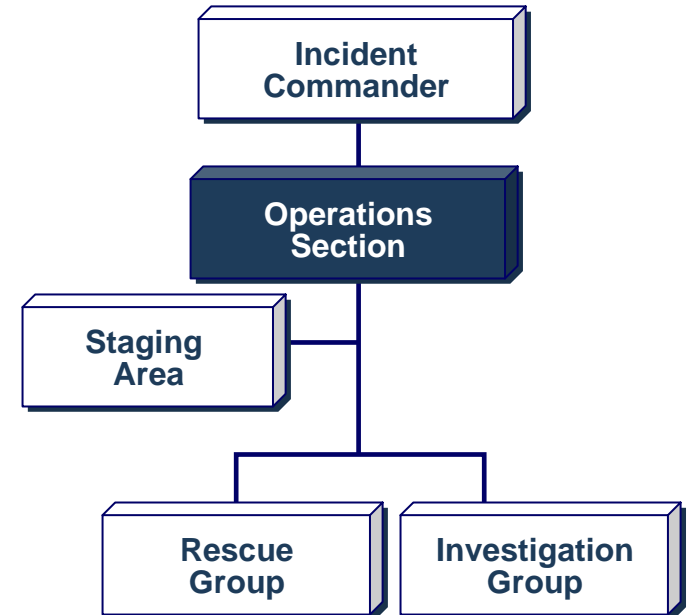 Incident
Commander
Operations
Section
Staging
Area
Rescue
Group
Investigation
Group